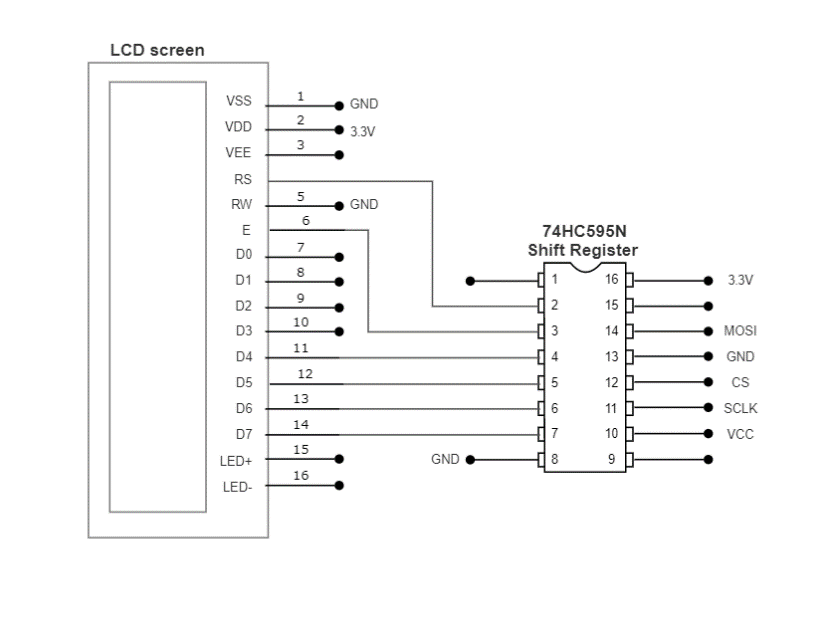 LCD screen
VSS 1 GND
VDD 2 3.3V
VEE 3
RS
RW 5 GND
E 6
D0 7
D1 8
D2 9
D3 10
D4 11
D5 12
D6 13
D7 14
LED+ 15
LED- 16
74HC595N
Shift Register
1 16 3.3V
2 15
3 14 MOSI
4 13 GND
5 12 CS
6 11 SCLK
7 10 VCC
GND 8 9